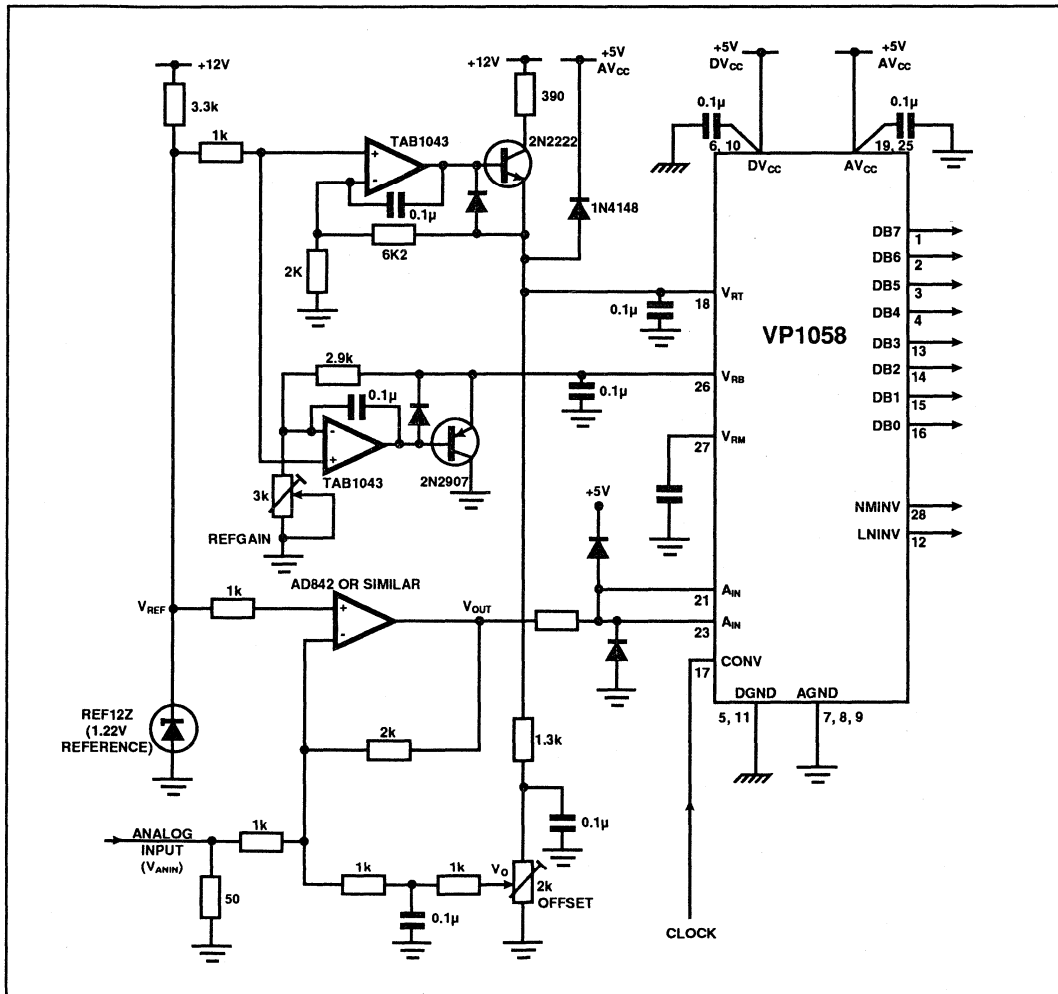 +12V
3.3k
1k
TAB1043
+
-
0.1µ
6K2
2K
+12V
390
2N2222
+5V
AVCC
1N4148
+5V
DVCC
+5V
AVCC
0.1µ
0.1µ
6, 10
19, 25
DVCC
AVCC
DB7
1
DB6
2
DB5
3
DB4
4
DB3
13
DB2
14
DB1
15
DB0
16
VP1058
0.1µ
18
VRT
2.9k
0.1µ
-
+
TAB1043
2N2907
0.1µ
26
VRB
27
VRM
3k
REFGAIN
+5V
NMINV
28
LNINV
12
AD842 OR SIMILAR
VREF
1k
+
-
VOUT
21
AIN
23
AIN
17
CONV
DGND
AGND
5, 11
7, 8, 9
REF12Z
(1.22V
REFERENCE)
2k
1.3k
0.1µ
ANALOG
INPUT
(VANIN)
1k
50
1k
1k
0.1µ
VO
2k
OFFSET
CLOCK